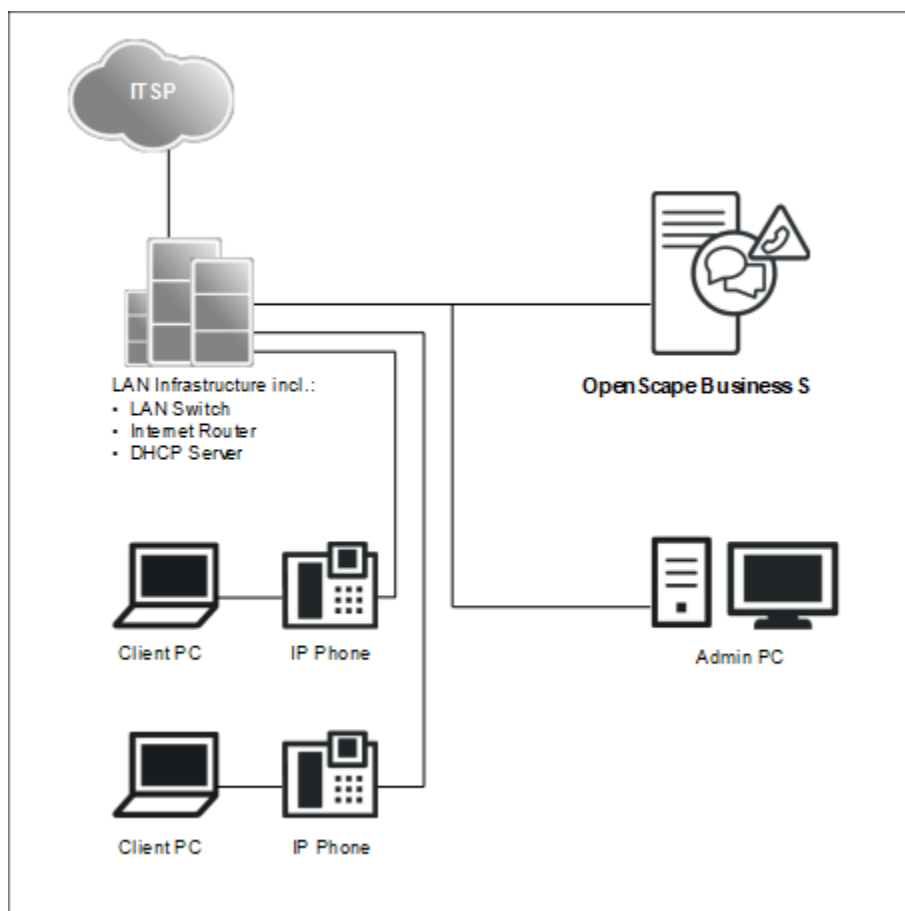 ITSP
LAN Infrastructure incl.:
• LAN Switch
• Internet Router
• DHCP Server
OpenScape Business S
Client PC
IP Phone
Admin PC
Client PC
IP Phone